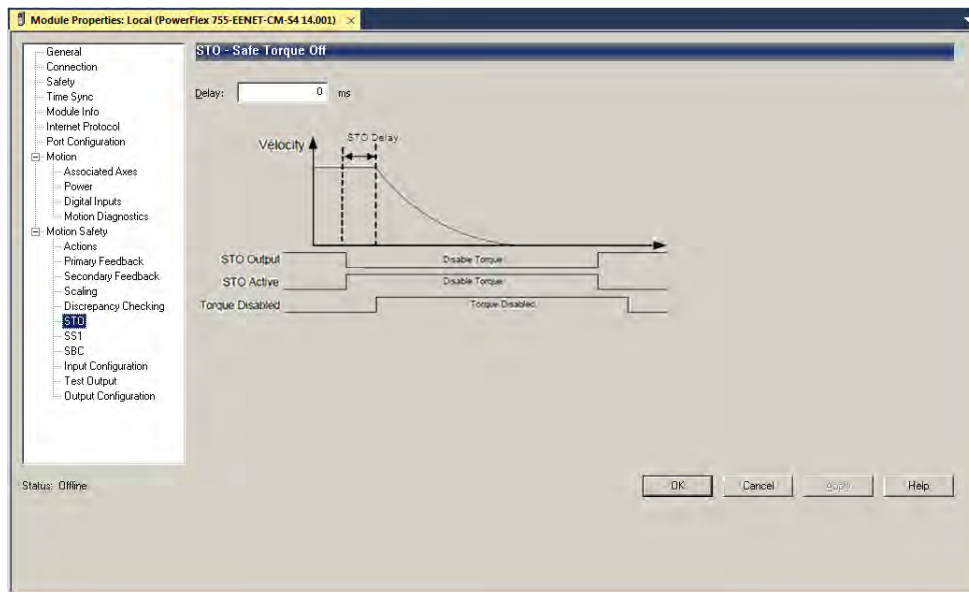 Module Properties: Local (PowerFlex 755-EENET-CM-S4 14.001) ×
General
Connection
Safety
Time Sync
Module Info
Internet Protocol
Port Configuration
Motion
Associated Axes
Power
Digital Inputs
Motion Diagnostics
Motion Safety
Actions
Primary Feedback
Secondary Feedback
Scaling
Discrepancy Checking
STO
SS1
SBC
Input Configuration
Test Output
Output Configuration
STO - Safe Torque Off
Delay: 0 ms
STO Delay
Velocity
STO Output Disable Torque
STO Active Disable Torque
Torque Disabled Torque Disabled
Status: Offline
OK Cancel Apply Help